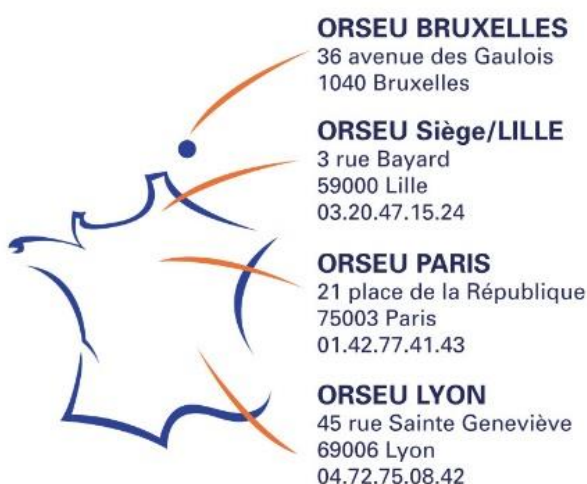 ORSEU BRUXELLES
36 avenue des Gaulois
1040 Bruxelles
ORSEU Siège/LILLE
3 rue Bayard
59000 Lille
03.20.47.15.24
ORSEU PARIS
21 place de la République
75003 Paris
01.42.77.41.43
ORSEU LYON
45 rue Sainte Geneviève
69006 Lyon
04.72.75.08.42